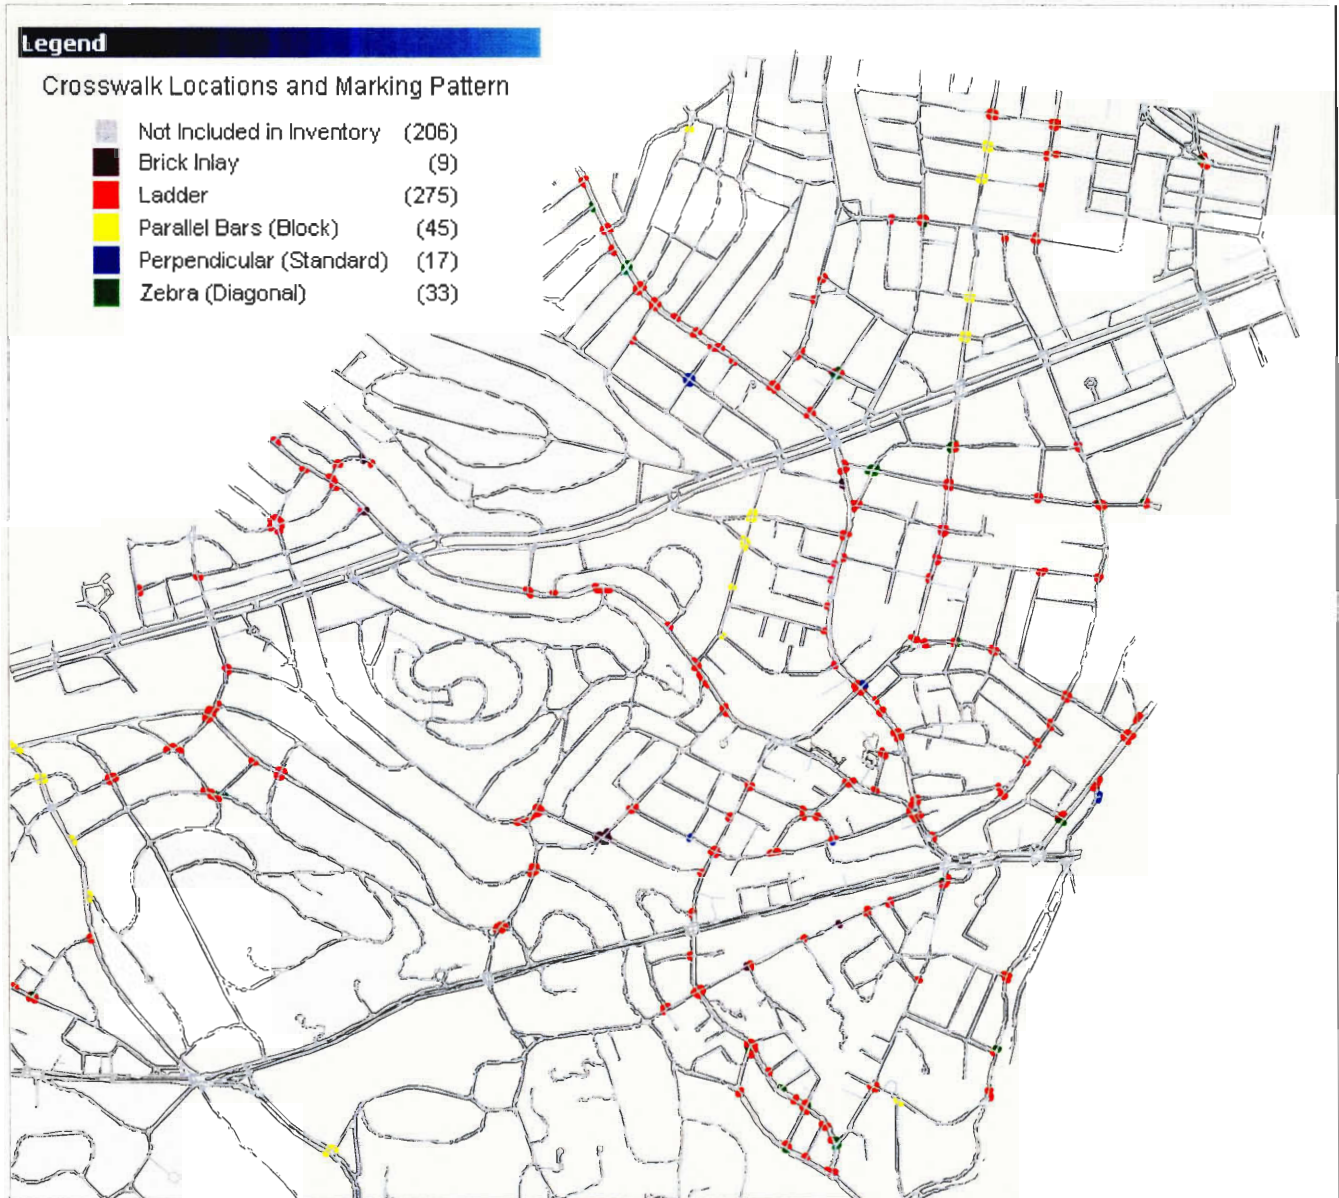 Legend
Crosswalk Locations and Marking Pattern
Not Included in Inventory (206)
Brick Inlay (9)
Ladder (275)
Parallel Bars (Block) (45)
Perpendicular (Standard) (17)
Zebra (Diagonal) (33)